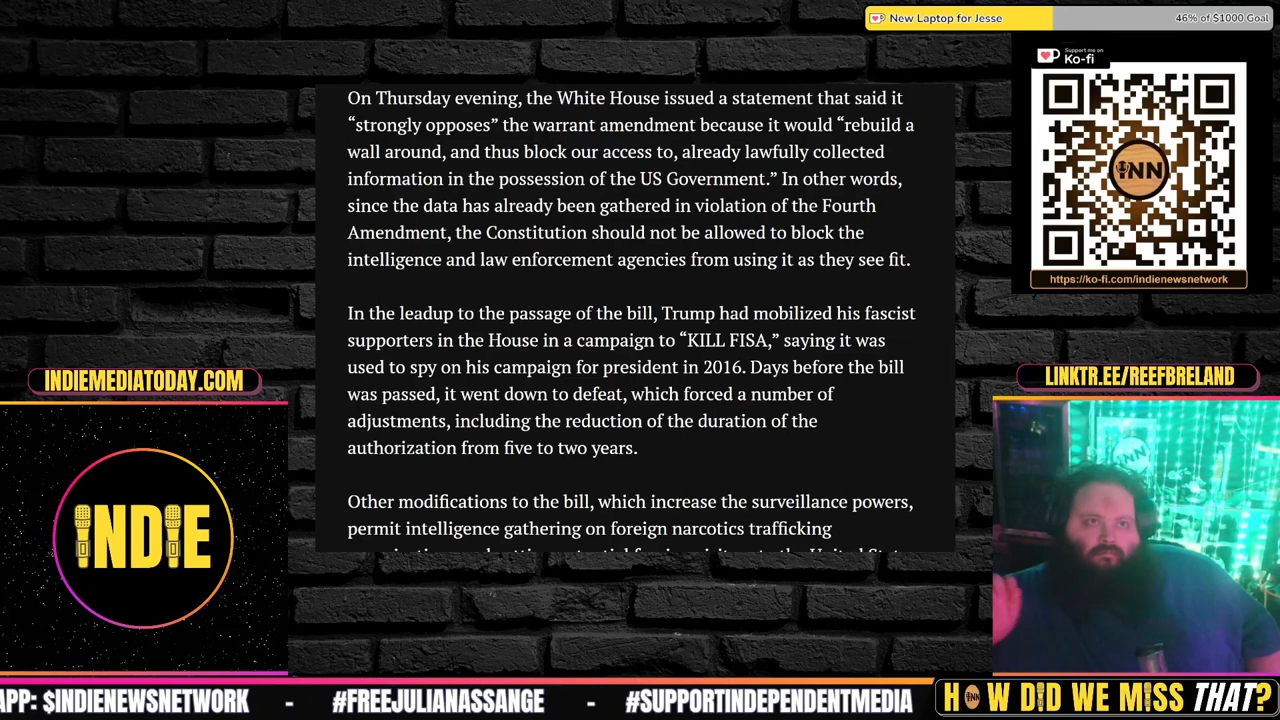 New Laptop for Jesse
46% of $1000 Goal
Support me on
Ko-fi
iNN
https://ko-fi.com/indienewsnetwork
On Thursday evening, the White House issued a statement that said it
“strongly opposes” the warrant amendment because it would “rebuild a
wall around, and thus block our access to, already lawfully collected
information in the possession of the US Government.” In other words,
since the data has already been gathered in violation of the Fourth
Amendment, the Constitution should not be allowed to block the
intelligence and law enforcement agencies from using it as they see fit.
In the leadup to the passage of the bill, Trump had mobilized his fascist
supporters in the House in a campaign to “KILL FISA,” saying it was
used to spy on his campaign for president in 2016. Days before the bill
was passed, it went down to defeat, which forced a number of
adjustments, including the reduction of the duration of the
authorization from five to two years.
Other modifications to the bill, which increase the surveillance powers,
permit intelligence gathering on foreign narcotics trafficking
INDIEMEDIATODAY.COM
INDIE
LINKTR.EE/REEFBRELAND
APP: $INDIENEWSNETWORK - #FREEJULIANASSANGE - #SUPPORTINDEPENDENTMEDIA
HOW DID WE MISS THAT?